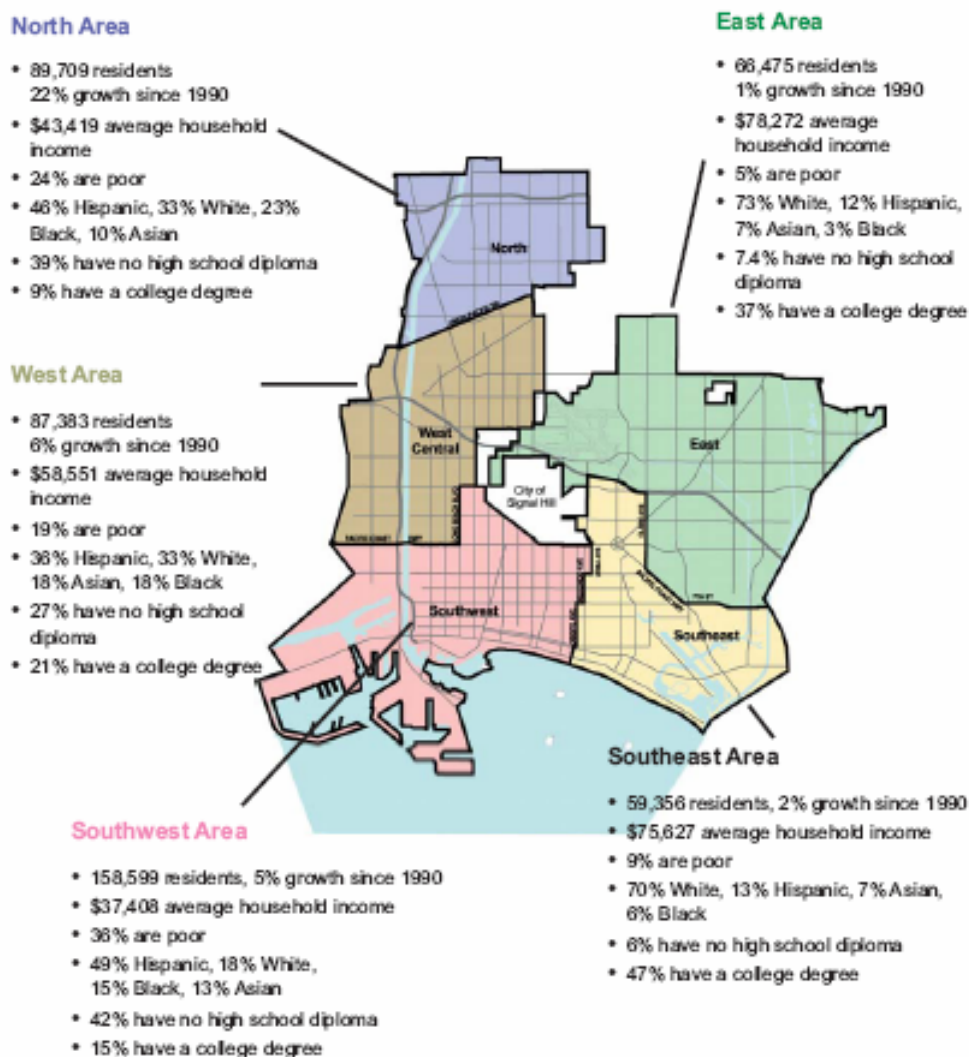 North Area
• 89,709 residents
22% growth since 1990
• $43,419 average household
income
• 24% are poor
• 46% Hispanic, 33% White, 23%
Black, 10% Asian
• 39% have no high school diploma
• 9% have a college degree
East Area
• 66,475 residents
1% growth since 1990
• $78,272 average
household income
• 5% are poor
• 73% White, 12% Hispanic,
7% Asian, 3% Black
• 7.4% have no high school
diploma
• 37% have a college degree
West Area
• 87,383 residents
6% growth since 1990
• $58,551 average household
income
• 19% are poor
• 36% Hispanic, 33% White,
18% Asian, 18% Black
• 27% have no high school
diploma
• 21% have a college degree
North
West
Central
East
City of
Signal Hill
Southwest
Southeast
Southeast Area
• 59,356 residents, 2% growth since 1990
• $75,627 average household income
• 9% are poor
• 70% White, 13% Hispanic, 7% Asian,
6% Black
• 6% have no high school diploma
• 47% have a college degree
Southwest Area
• 158,599 residents, 5% growth since 1990
• $37,408 average household income
• 36% are poor
• 49% Hispanic, 18% White,
15% Black, 13% Asian
• 42% have no high school diploma
• 15% have a college degree